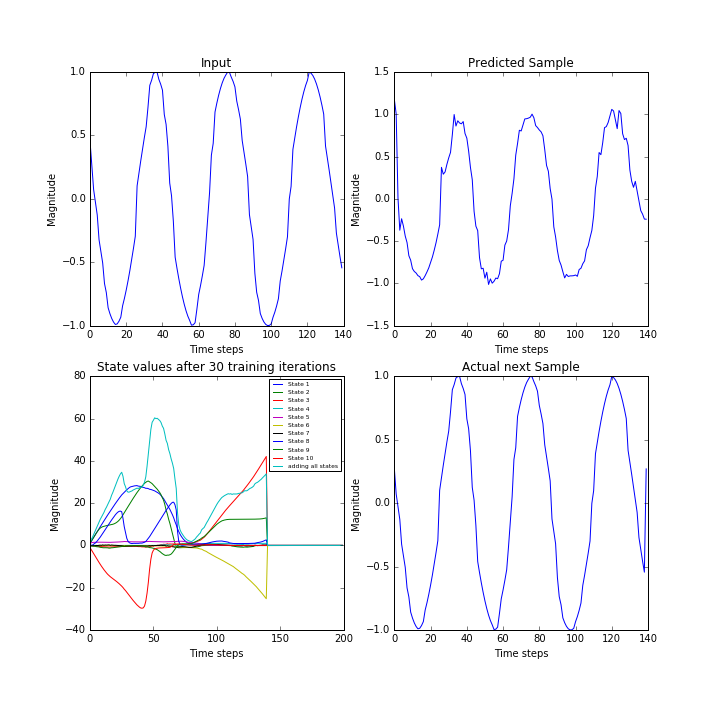 Input
1.0
0.5
0.0
−0.5
−1.0
Magnitude
0 20 40 60 80 100 120 140
Time steps
Predicted Sample
1.5
1.0
0.5
0.0
−0.5
−1.0
−1.5
Magnitude
0 20 40 60 80 100 120 140
Time steps
State values after 30 training iterations
80
60
40
20
0
−20
−40
Magnitude
0 50 100 150 200
Time steps
State 1
State 2
State 3
State 4
State 5
State 6
State 7
State 8
State 9
State 10
adding all states
Actual next Sample
1.0
0.5
0.0
−0.5
−1.0
Magnitude
0 20 40 60 80 100 120 140
Time steps